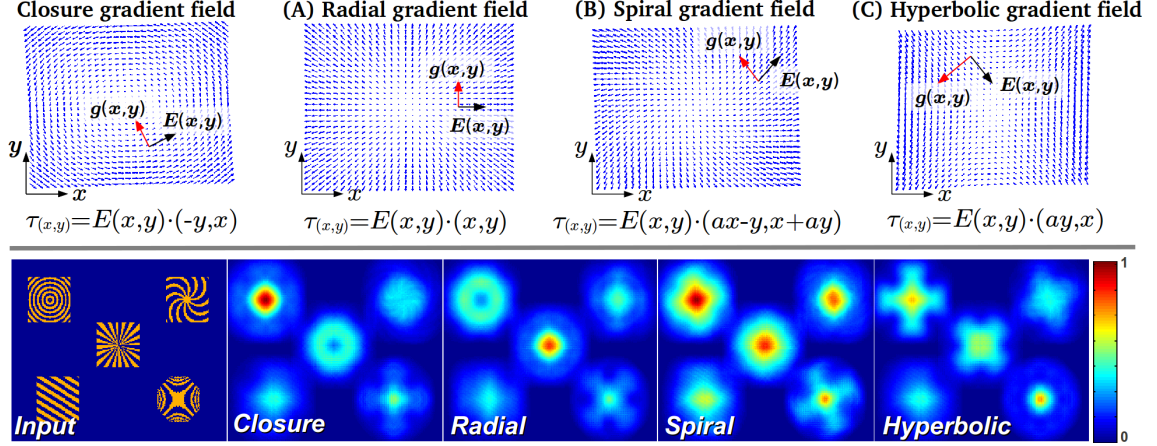 Closure gradient field
(A) Radial gradient field
(B) Spiral gradient field
(C) Hyperbolic gradient field
g(x,y)
E(x,y)
y
x
g(x,y)
E(x,y)
y
x
g(x,y)
E(x,y)
y
x
g(x,y)
E(x,y)
y
x
τ(x,y)=E(x,y)·(-y,x)
τ(x,y)=E(x,y)·(x,y)
τ(x,y)=E(x,y)·(ax-y,x+ay)
τ(x,y)=E(x,y)·(ay,x)
Input
Closure
Radial
Spiral
Hyperbolic
1
0